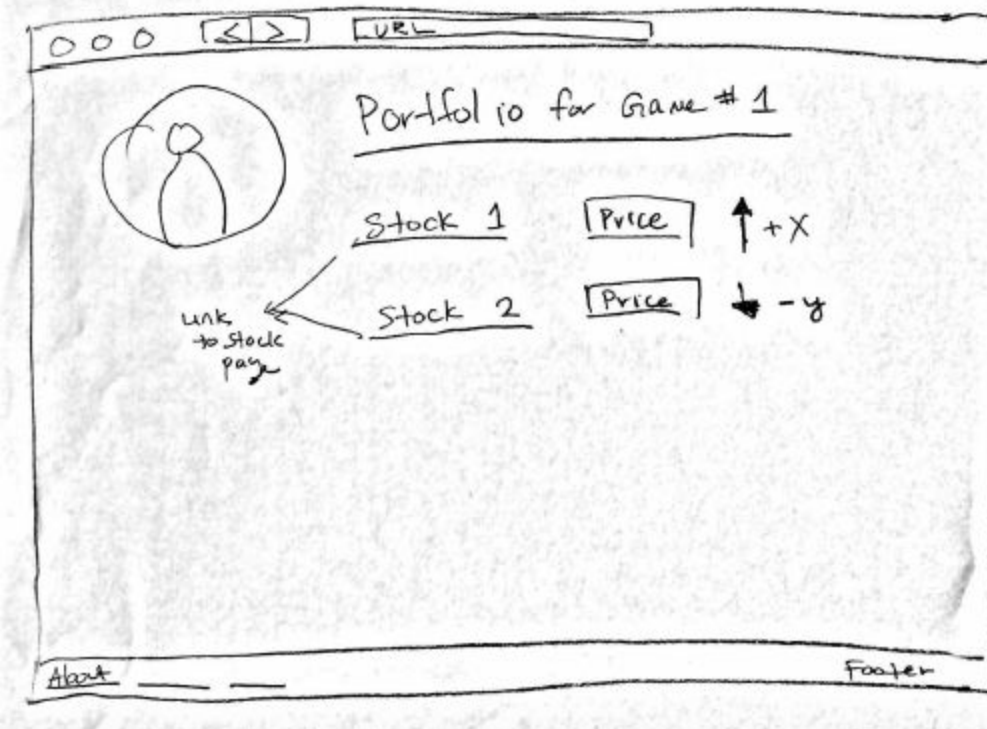 < >
URL
Portfolio for Game # 1
Stock 1 Price + X
Stock 2 Price - y
link
to stock
page
About
Footer